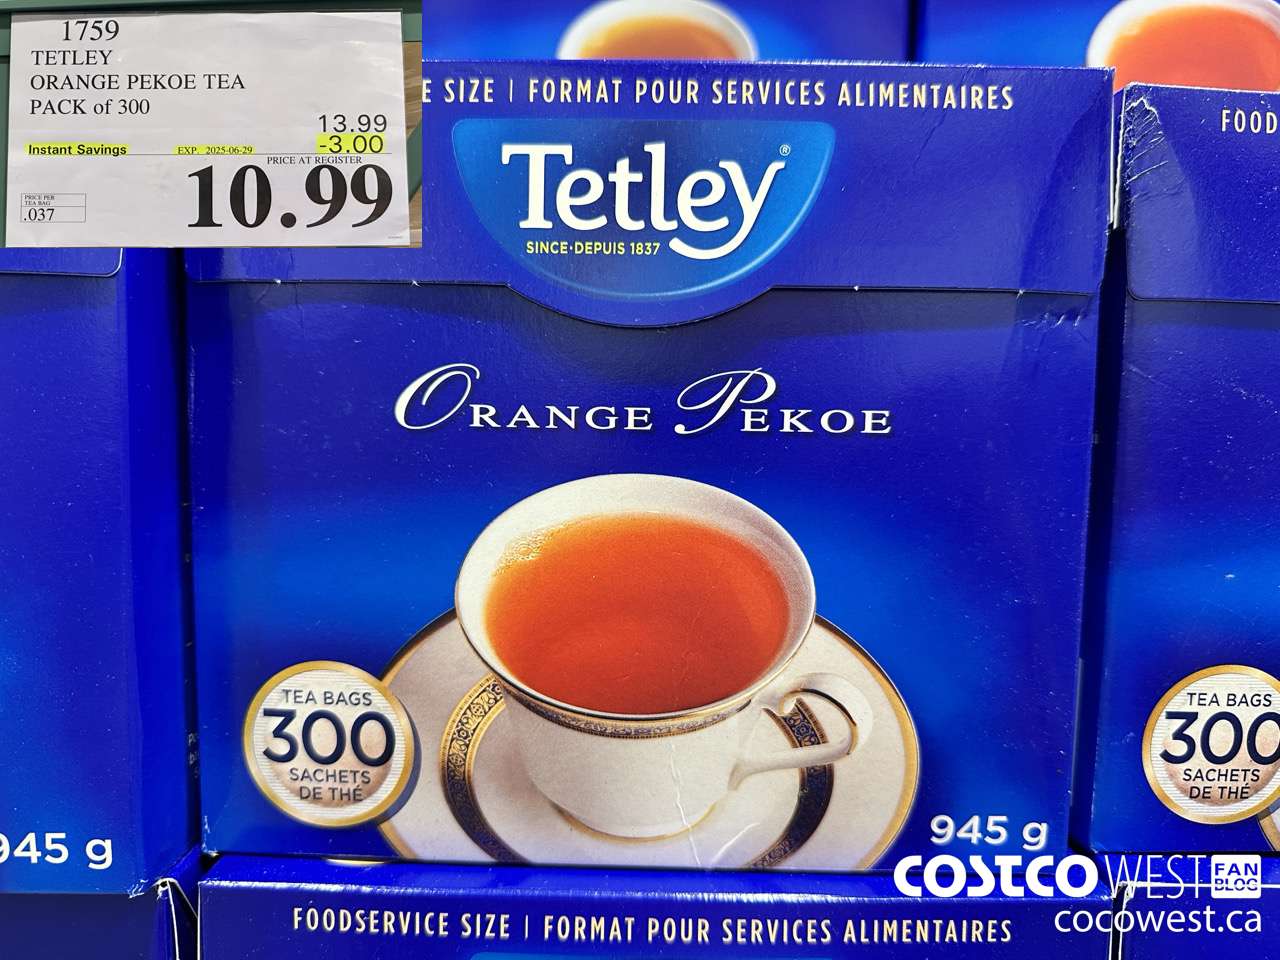 1759
TETLEY
ORANGE PEKOE TEA
PACK of 300
13.99
Instant Savings EXP. 2025-06-29 -3.00
PRICE AT REGISTER
10.99
PRICE PER
TEA BAG
.037
E SIZE | FORMAT POUR SERVICES ALIMENTAIRES
FOOD
Tetley®
SINCE·DEPUIS 1837
ORANGE PEKOE
TEA BAGS
300
SACHETS
DE THÉ
945 g
TEA BAGS
300
SACHETS
DE THÉ
945 g
FOODSERVICE SIZE | FORMAT POUR SERVICES ALIMENTAIRES
COSTCO WEST FAN BLOG
cocowest.ca